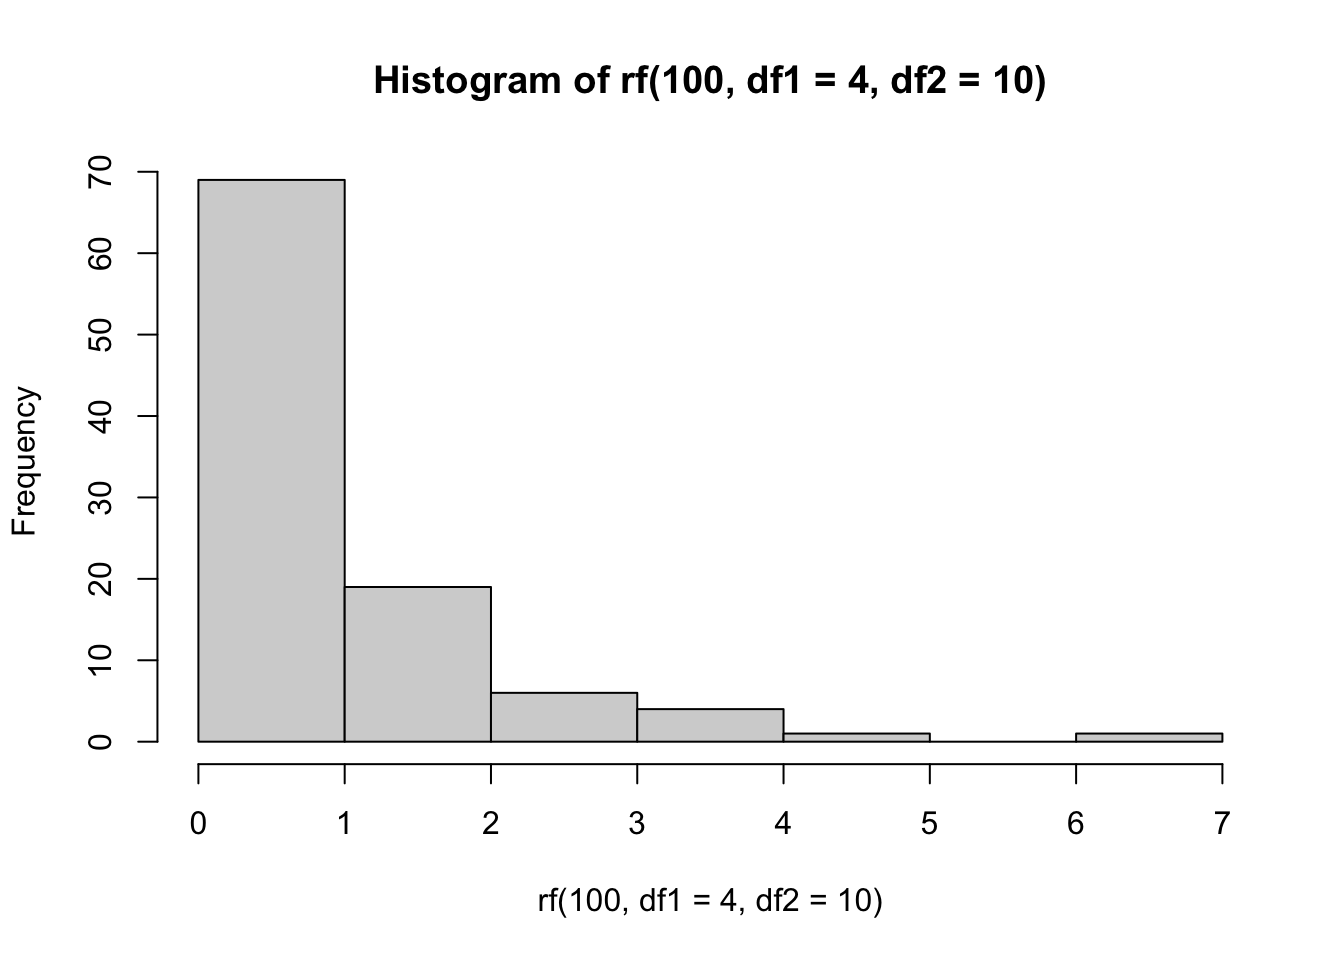 Histogram of rf(100, df1 = 4, df2 = 10)
Frequency
70
60
50
40
30
20
10
0
0 1 2 3 4 5 6 7
rf(100, df1 = 4, df2 = 10)